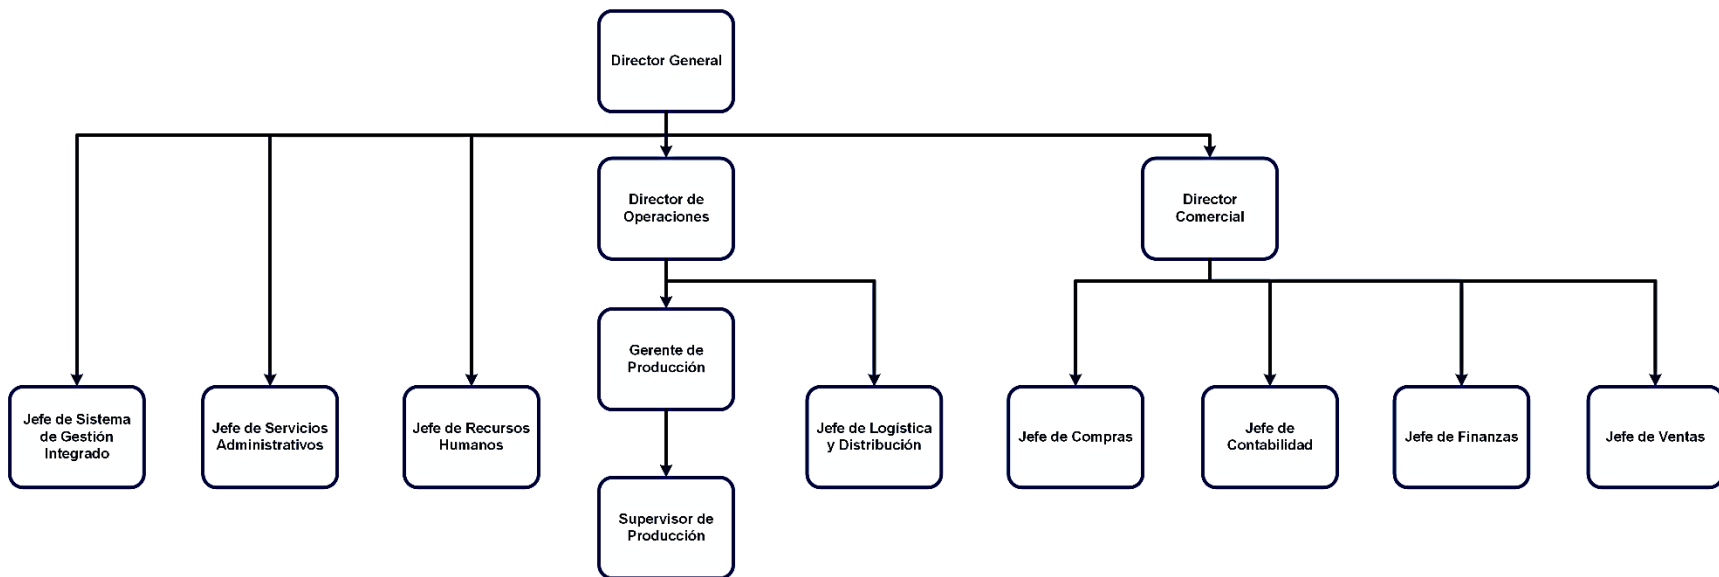 Director General
Director de
Operaciones
Director
Comercial
Gerente de
Producción
Jefe de Sistema
de Gestión
Integrado
Jefe de Servicios
Administrativos
Jefe de Recursos
Humanos
Jefe de Logística
y Distribución
Jefe de Compras
Jefe de
Contabilidad
Jefe de Finanzas
Jefe de Ventas
Supervisor de
Producción